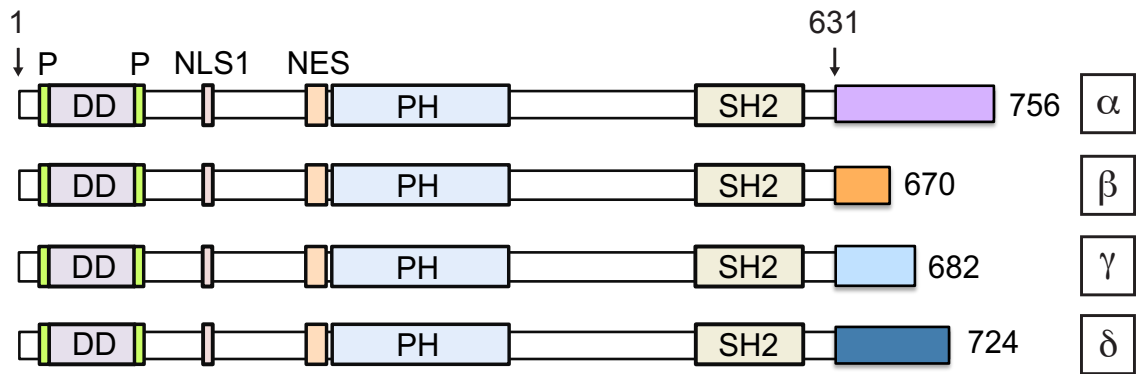 1 631
P P NLS1 NES
DD PH SH2 756 α
DD PH SH2 670 β
DD PH SH2 682 γ
DD PH SH2 724 δ